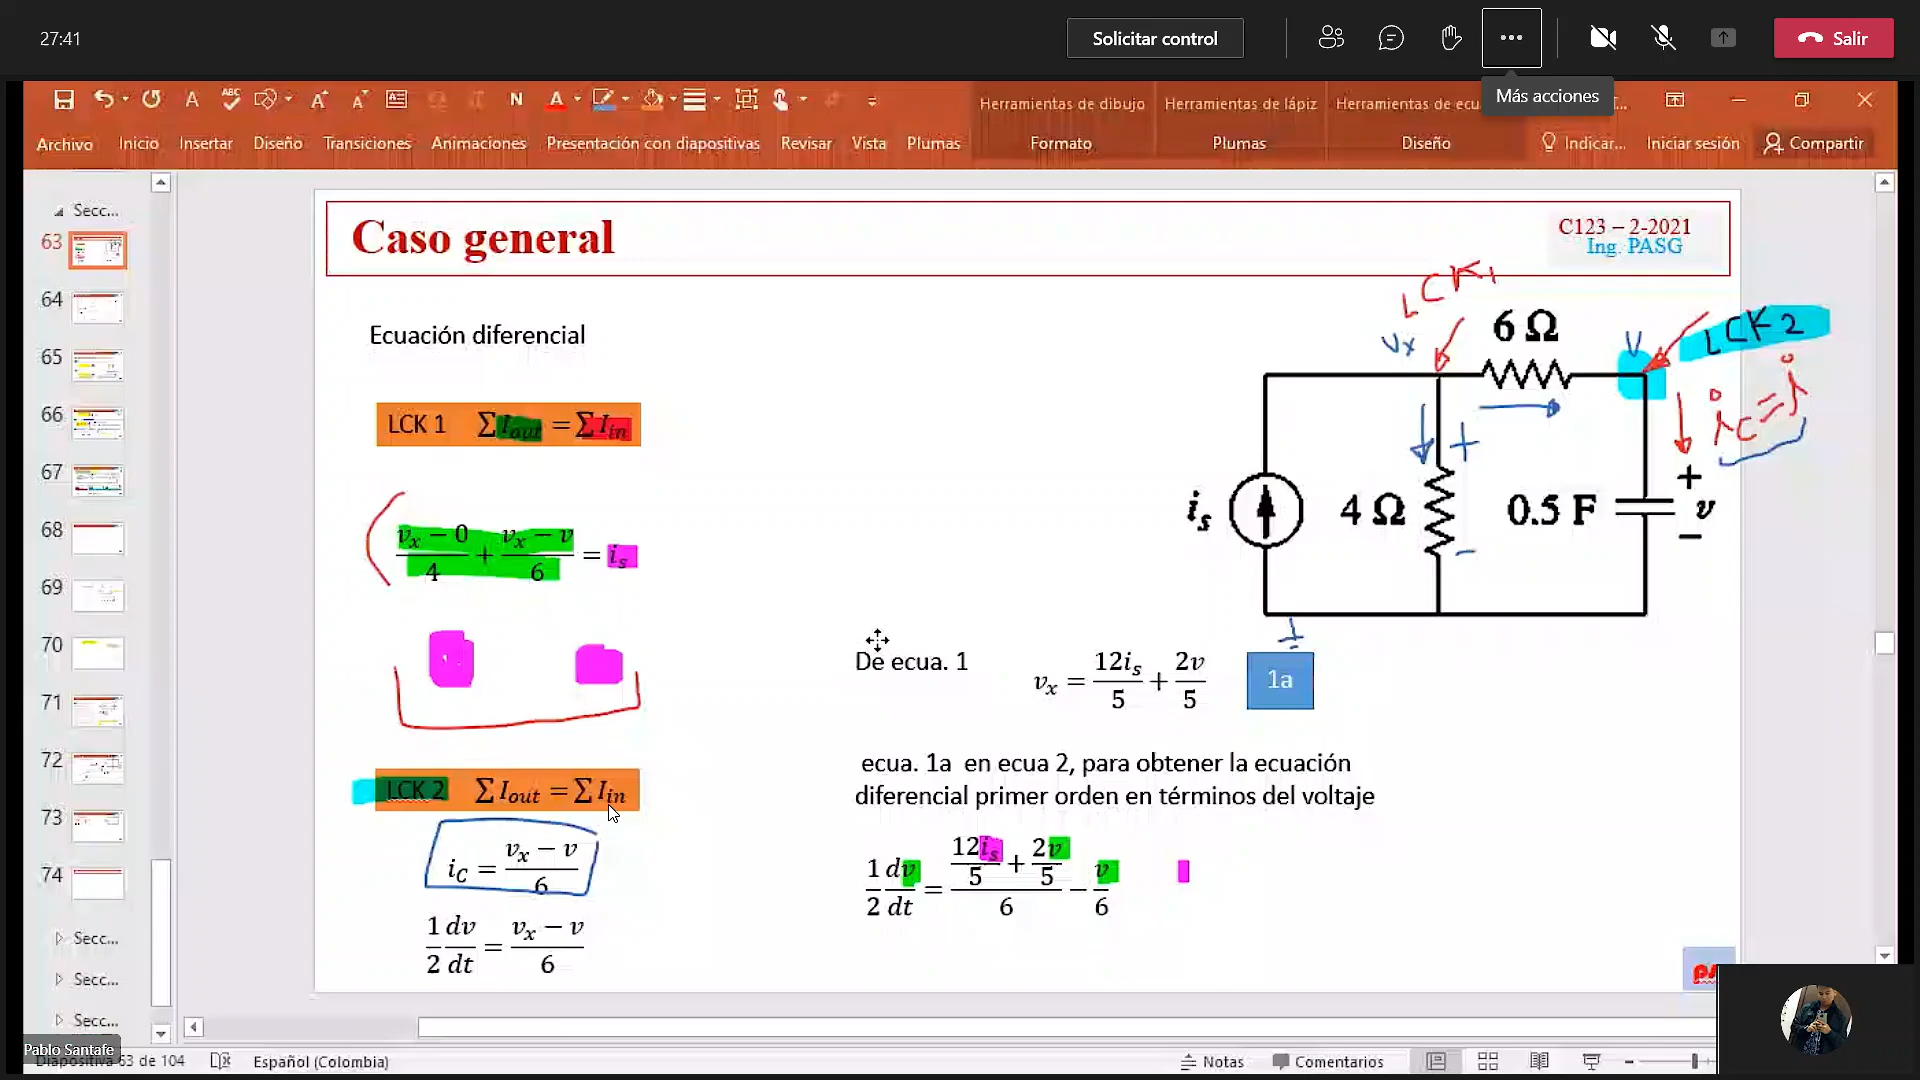 27:41
Solicitar control
Salir
Más acciones
Herramientas de dibujo
Herramientas de lápiz
Herramientas de ecu
Archivo Inicio Insertar Diseño Transiciones Animaciones Presentación con diapositivas Revisar Vista Plumas
Formato
Plumas
Diseño
Indicar... Iniciar sesión Compartir
Secc...
63
64
65
66
67
68
69
70
71
72
73
74
Secc...
Secc...
Secc...
Caso general
C123 – 2-2021
Ing. PASG
Ecuación diferencial
LCK 1 ∑ I_out = ∑ I_in
(v_x − 0)/4 + (v_x − v)/6 = i_s
LCK 2 ∑ I_out = ∑ I_in
i_C = (v_x − v)/6
1/2 dv/dt = (v_x − v)/6
LCK1
Vx
6 Ω
V
LCK 2
i_C = i
+
i_s
4 Ω
0.5 F
+
v
−
−
De ecua. 1
v_x = 12i_s/5 + 2v/5
1a
ecua. 1a en ecua 2, para obtener la ecuación
diferencial primer orden en términos del voltaje
1/2 dv/dt = (12i_s/5 + 2v/5)/6 − v/6
Pablo Santafe
Diapositiva 63 de 104
Español (Colombia)
Notas
Comentarios